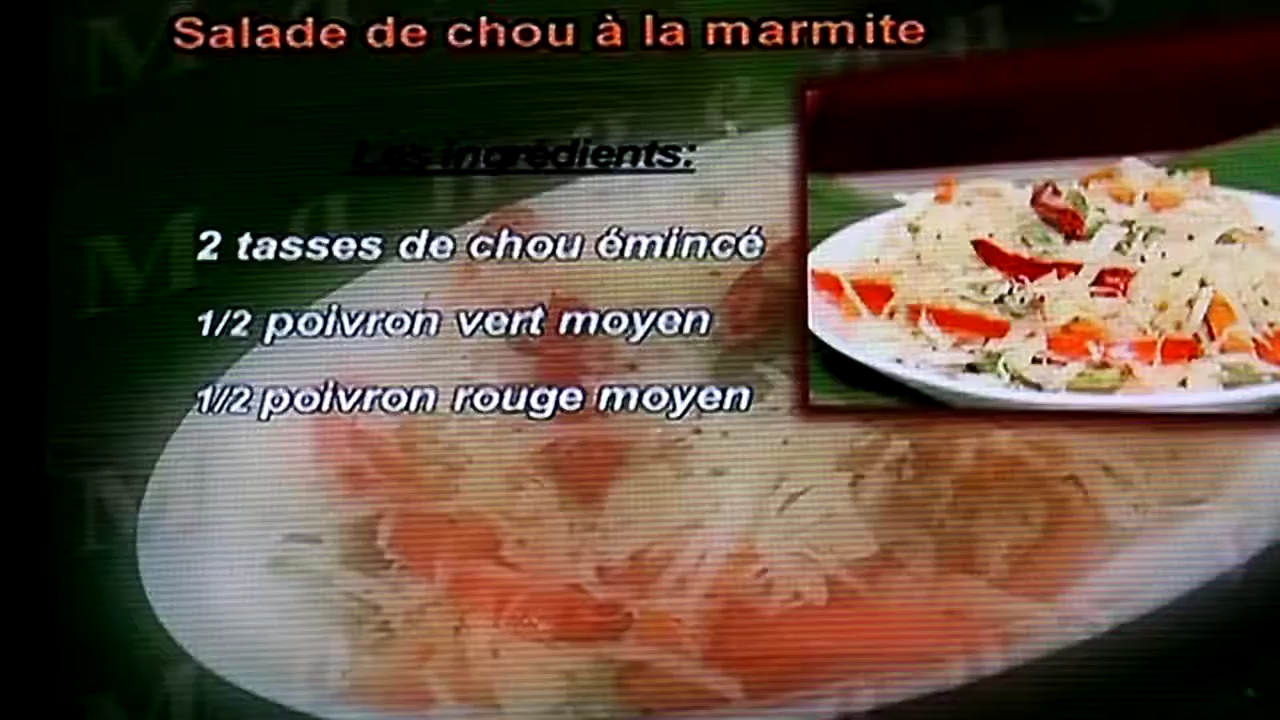 Salade de chou à la marmite
Les ingrédients:
2 tasses de chou émincé
1/2 poivron vert moyen
1/2 poivron rouge moyen